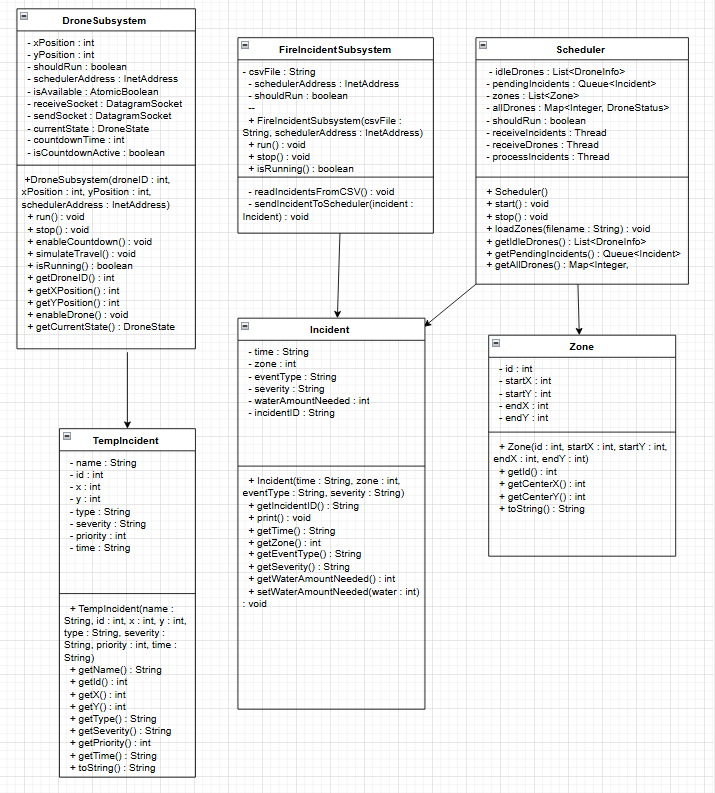 DroneSubsystem
- xPosition : int
- yPosition : int
- shouldRun : boolean
- schedulerAddress : InetAddress
- isAvailable : AtomicBoolean
- receiveSocket : DatagramSocket
- sendSocket : DatagramSocket
- currentState : DroneState
- countdownTime : int
- isCountdownActive : boolean
+DroneSubsystem(droneID : int,
xPosition : int, yPosition : int,
schedulerAddress : InetAddress)
+ run() : void
+ stop() : void
+ enableCountdown() : void
+ simulateTravel() : void
+ isRunning() : boolean
+ getDroneID() : int
+ getXPosition() : int
+ getYPosition() : int
+ enableDrone() : void
+ getCurrentState() : DroneState
FireIncidentSubsystem
- csvFile : String
- schedulerAddress : InetAddress
- shouldRun : boolean
--
+ FireIncidentSubsystem(csvFile :
String, schedulerAddress : InetAddress)
+ run() : void
+ stop() : void
+ isRunning() : boolean
- readIncidentsFromCSV() : void
- sendIncidentToScheduler(incident :
Incident) : void
Scheduler
- idleDrones : List<DroneInfo>
- pendingIncidents : Queue<Incident>
- zones : List<Zone>
- allDrones : Map<Integer, DroneStatus>
- shouldRun : boolean
- receiveIncidents : Thread
- receiveDrones : Thread
- processIncidents : Thread
+ Scheduler()
+ start() : void
+ stop() : void
+ loadZones(filename : String) : void
+ getIdleDrones() : List<DroneInfo>
+ getPendingIncidents() : Queue<Incident>
+ getAllDrones() : Map<Integer,
TempIncident
- name : String
- id : int
- x : int
- y : int
- type : String
- severity : String
- priority : int
- time : String
+ TempIncident(name :
String, id : int, x : int, y : int,
type : String, severity :
String, priority : int, time :
String)
+ getName() : String
+ getId() : int
+ getX() : int
+ getY() : int
+ getType() : String
+ getSeverity() : String
+ getPriority() : int
+ getTime() : String
+ toString() : String
Incident
- time : String
- zone : int
- eventType : String
- severity : String
- waterAmountNeeded : int
- incidentID : String
+ Incident(time : String, zone : int,
eventType : String, severity : String)
+ getIncidentID() : String
+ print() : void
+ getTime() : String
+ getZone() : int
+ getEventType() : String
+ getSeverity() : String
+ getWaterAmountNeeded() : int
+ setWaterAmountNeeded(water : int)
: void
Zone
- id : int
- startX : int
- startY : int
- endX : int
- endY : int
+ Zone(id : int, startX : int, startY : int,
endX : int, endY : int)
+ getId() : int
+ getCenterX() : int
+ getCenterY() : int
+ toString() : String